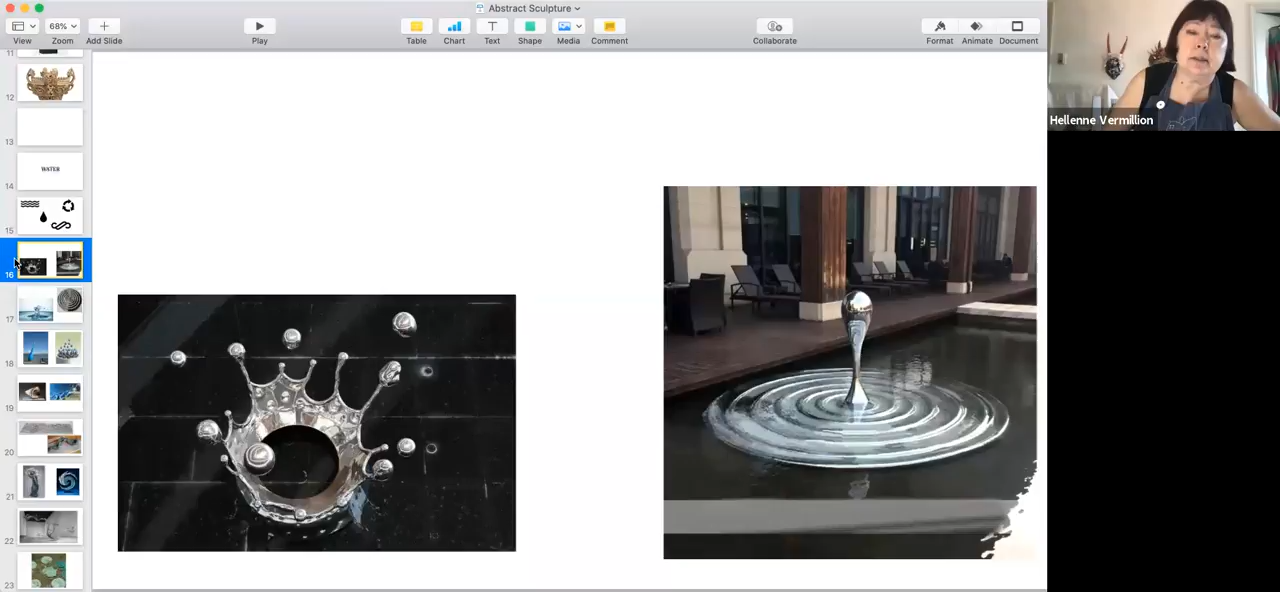 Abstract Sculpture
68%
View
Zoom
Add Slide
Play
Table
Chart
Text
Shape
Media
Comment
Collaborate
Format
Animate
Document
Hellenne Vermillion
11
12
13
WATER
14
15
16
17
18
19
20
21
22
23